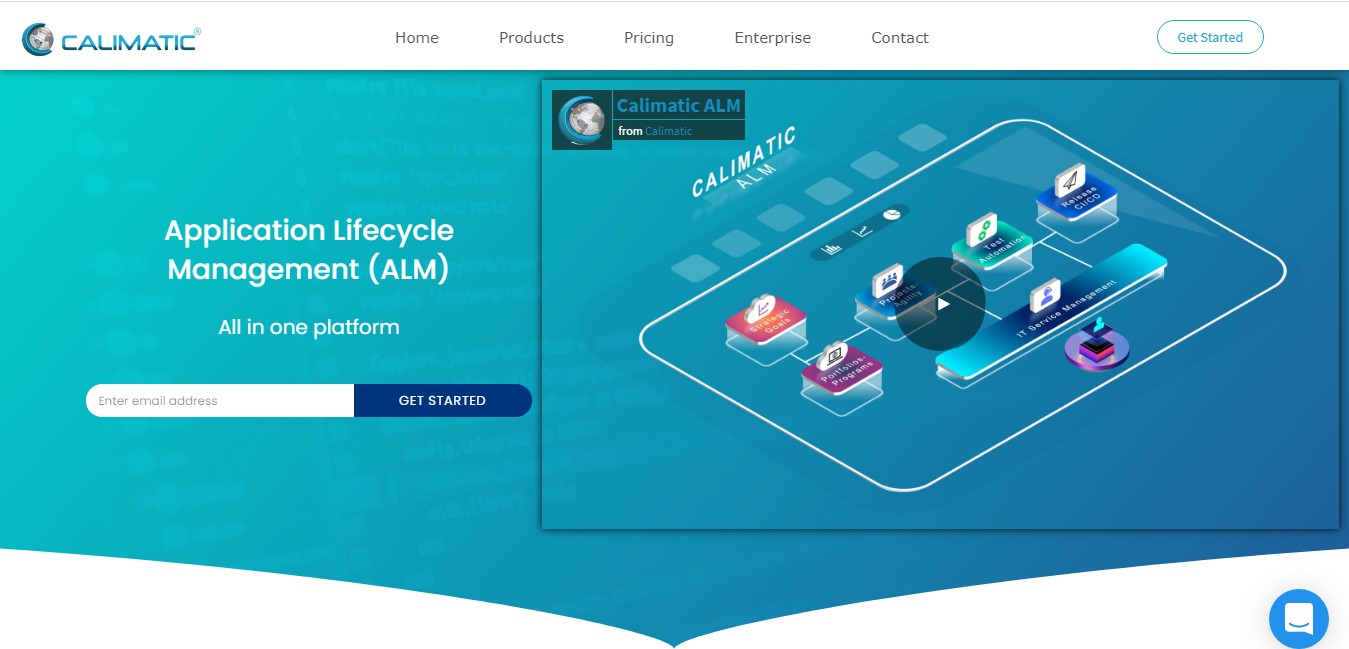 CALIMATIC®
Home
Products
Pricing
Enterprise
Contact
Get Started
Application Lifecycle
Management (ALM)
All in one platform
Enter email address
GET STARTED
Calimatic ALM
from Calimatic
CALIMATIC
ALM
Release
CI/CD
Test
Automation
Projects-
Agility
Strategic
Goals
Portfolios-
Programs
IT Service Management